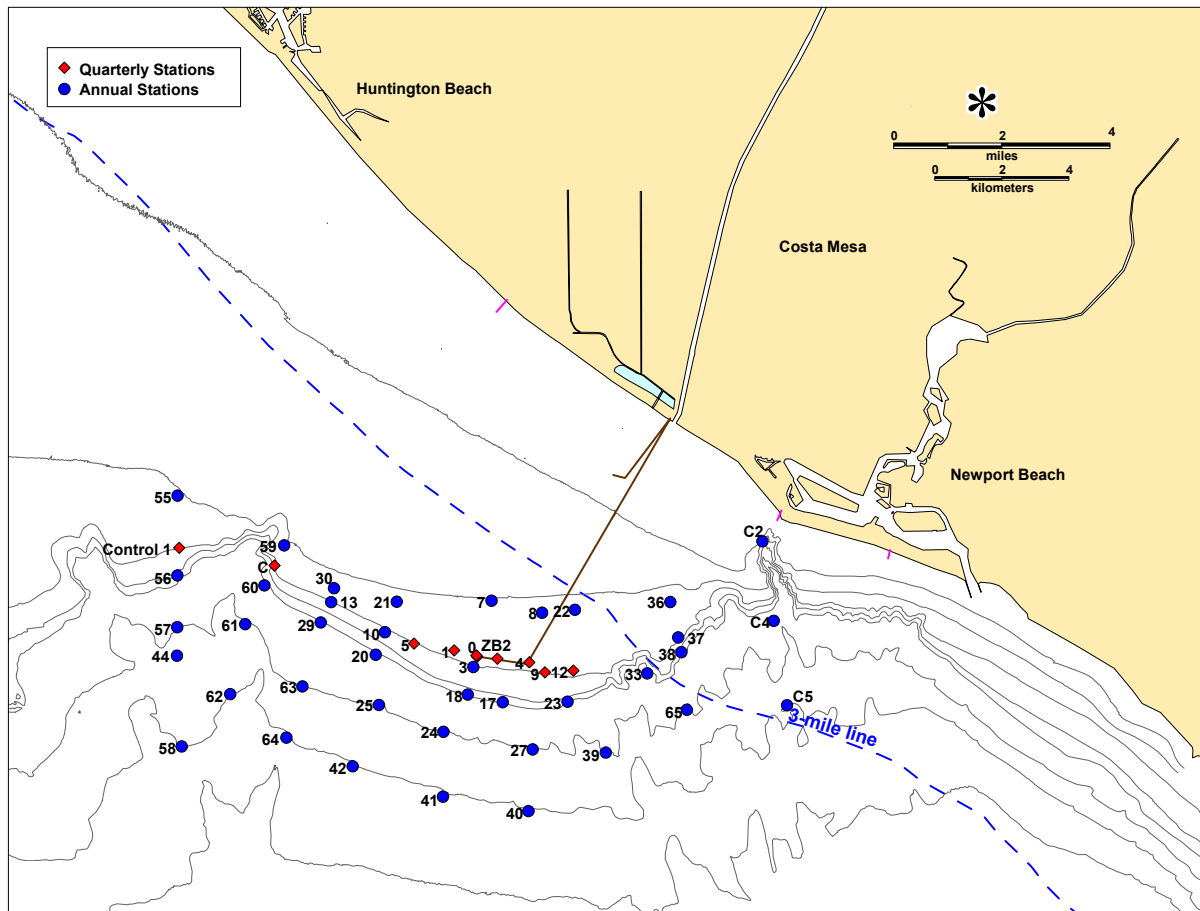 Quarterly Stations
Annual Stations
Huntington Beach
*
0 2 4
miles
0 2 4
kilometers
Costa Mesa
Newport Beach
55
Control 1
59
C2
56
C
60
30
13
21
7
8
22
36
57
61
29
10
5
1
0
ZB2
C4
37
44
20
3
4
9
12
38
33
62
63
25
18
17
23
65
C5
3-mile line
58
64
24
27
39
42
41
40